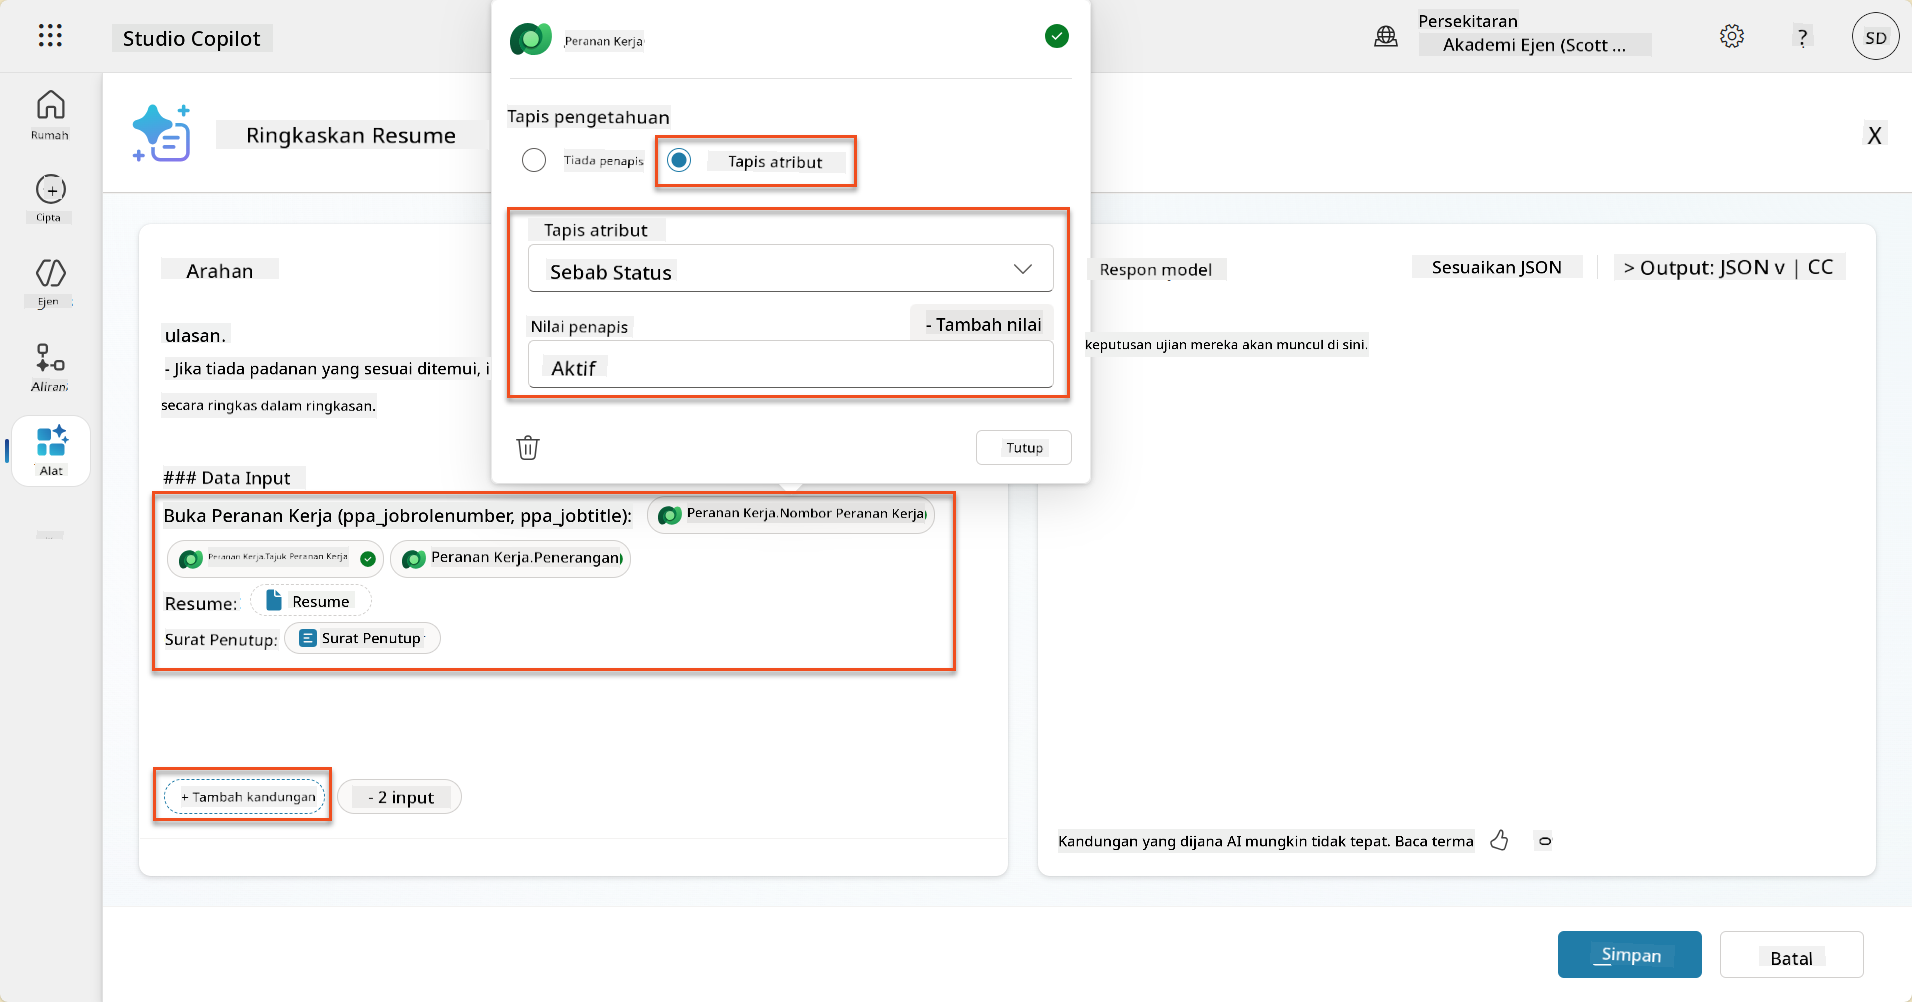 Studio Copilot
Persekitaran
Akademi Ejen (Scott ...
?
SD
Rumah
Cipta
Ejen
Aliran
Alat
Ringkaskan Resume
X
Peranan Kerja
Tapis pengetahuan
Tiada penapis
Tapis atribut
Tapis atribut
Sebab Status
Nilai penapis
- Tambah nilai
Aktif
Tutup
Arahan
ulasan.
- Jika tiada padanan yang sesuai ditemui, i
secara ringkas dalam ringkasan.
### Data Input
Buka Peranan Kerja (ppa_jobrolenumber, ppa_jobtitle): Peranan Kerja.Nombor Peranan Kerja
Peranan Kerja.Tajuk Peranan Kerja Peranan Kerja.Penerangan
Resume: Resume
Surat Penutup: Surat Penutup
+ Tambah kandungan
- 2 input
Respon model
Sesuaikan JSON
> Output: JSON v | CC
keputusan ujian mereka akan muncul di sini.
Kandungan yang dijana AI mungkin tidak tepat. Baca terma
Simpan
Batal